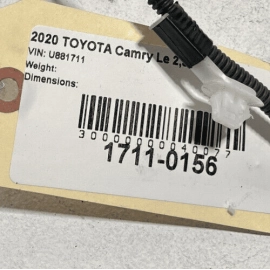 2020 TOYOTA Camry Le 2,
VIN: U881711
Weight:
Dimensions:
3000000040077
1711-0156